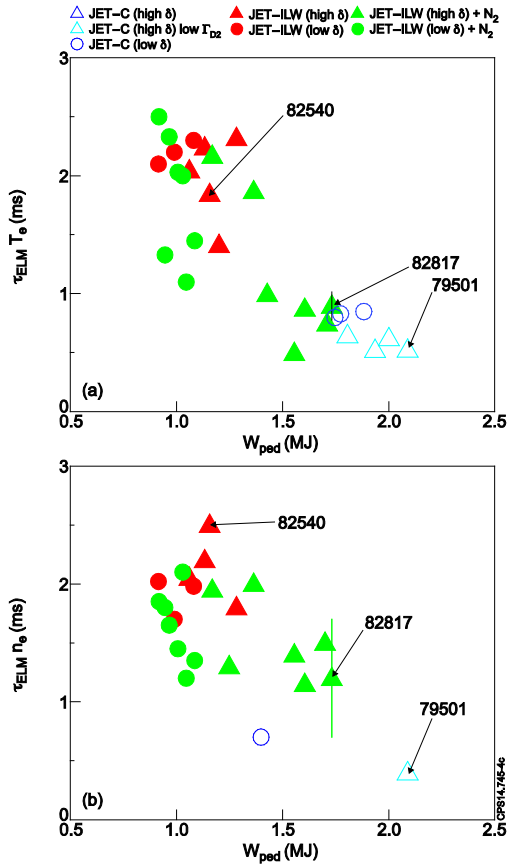 JET-C (high δ) JET-ILW (high δ) JET-ILW (high δ) + N₂
JET-C (high δ) low Γ_D2 JET-ILW (low δ) JET-ILW (low δ) + N₂
JET-C (low δ)
3
82540
2
τ_ELM T_e (ms)
82817
1
79501
(a)
0
0.5 1.0 1.5 2.0 2.5
W_ped (MJ)
3
82540
2
82817
τ_ELM n_e (ms)
1
79501
(b)
0
0.5 1.0 1.5 2.0 2.5
W_ped (MJ)
CPS14.745-4c